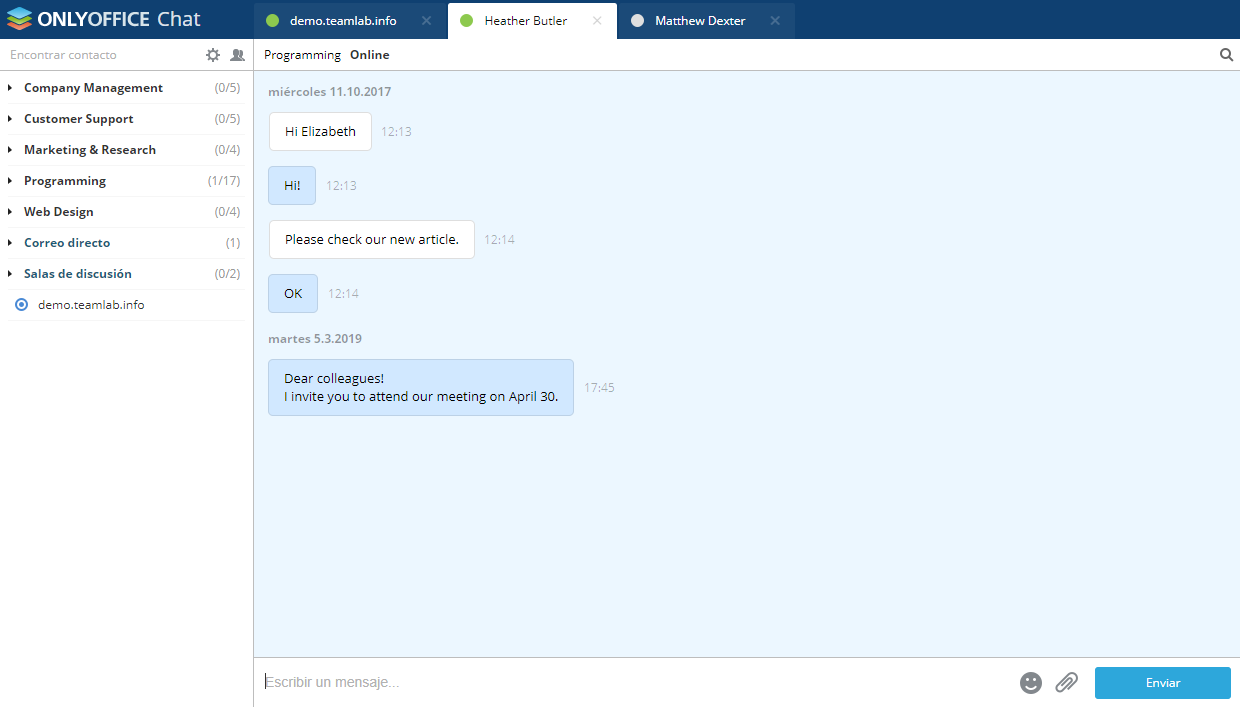 ONLYOFFICE Chat
demo.teamlab.info
Heather Butler
Matthew Dexter
Encontrar contacto
Programming Online
Company Management (0/5)
Customer Support (0/5)
Marketing & Research (0/4)
Programming (1/17)
Web Design (0/4)
Correo directo (1)
Salas de discusión (0/2)
demo.teamlab.info
miércoles 11.10.2017
Hi Elizabeth 12:13
Hi! 12:13
Please check our new article. 12:14
OK 12:14
martes 5.3.2019
Dear colleagues!
I invite you to attend our meeting on April 30. 17:45
Escribir un mensaje...
Enviar